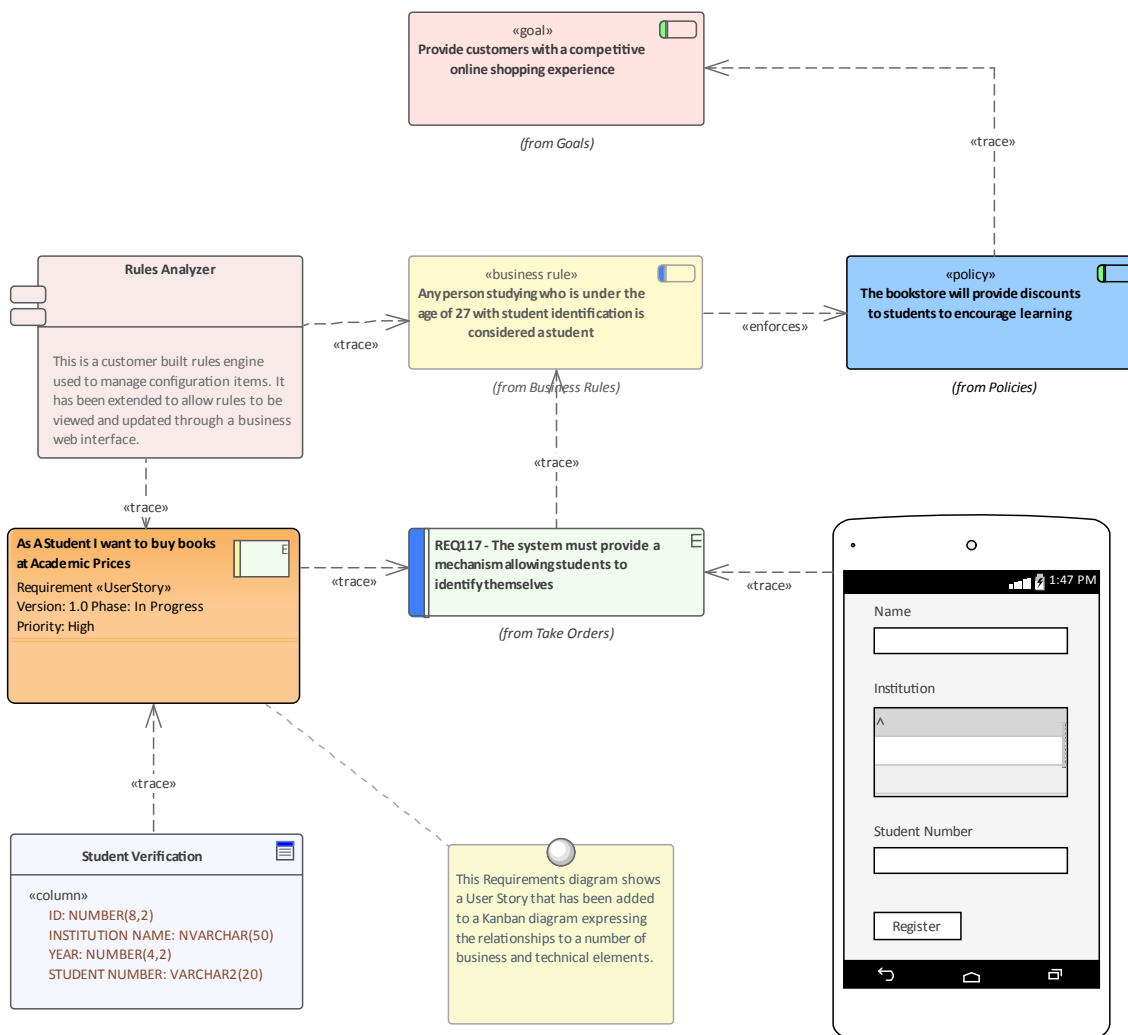 «goal»
Provide customers with a competitive
online shopping experience
(from Goals)
«trace»
Rules Analyzer
This is a customer built rules engine
used to manage configuration items. It
has been extended to allow rules to be
viewed and updated through a business
web interface.
«trace»
«business rule»
Any person studying who is under the
age of 27 with student identification is
considered a student
(from Business Rules)
«enforces»
«policy»
The bookstore will provide discounts
to students to encourage learning
(from Policies)
«trace»
«trace»
As A Student I want to buy books
at Academic Prices
E
Requirement «UserStory»
Version: 1.0 Phase: In Progress
Priority: High
«trace»
REQ117 - The system must provide a
mechanism allowing students to
identify themselves
E
(from Take Orders)
«trace»
1:47 PM
Name
Institution
^
Student Number
Register
«trace»
Student Verification
«column»
ID: NUMBER(8,2)
INSTITUTION NAME: NVARCHAR(50)
YEAR: NUMBER(4,2)
STUDENT NUMBER: VARCHAR2(20)
This Requirements diagram shows
a User Story that has been added
to a Kanban diagram expressing
the relationships to a number of
business and technical elements.